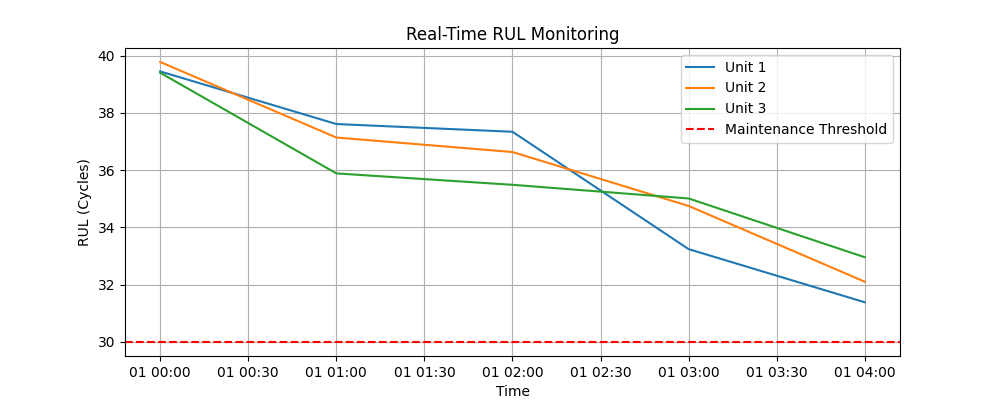 Real-Time RUL Monitoring
40
38
36
34
32
30
RUL (Cycles)
Unit 1
Unit 2
Unit 3
Maintenance Threshold
01 00:00 01 00:30 01 01:00 01 01:30 01 02:00 01 02:30 01 03:00 01 03:30 01 04:00
Time